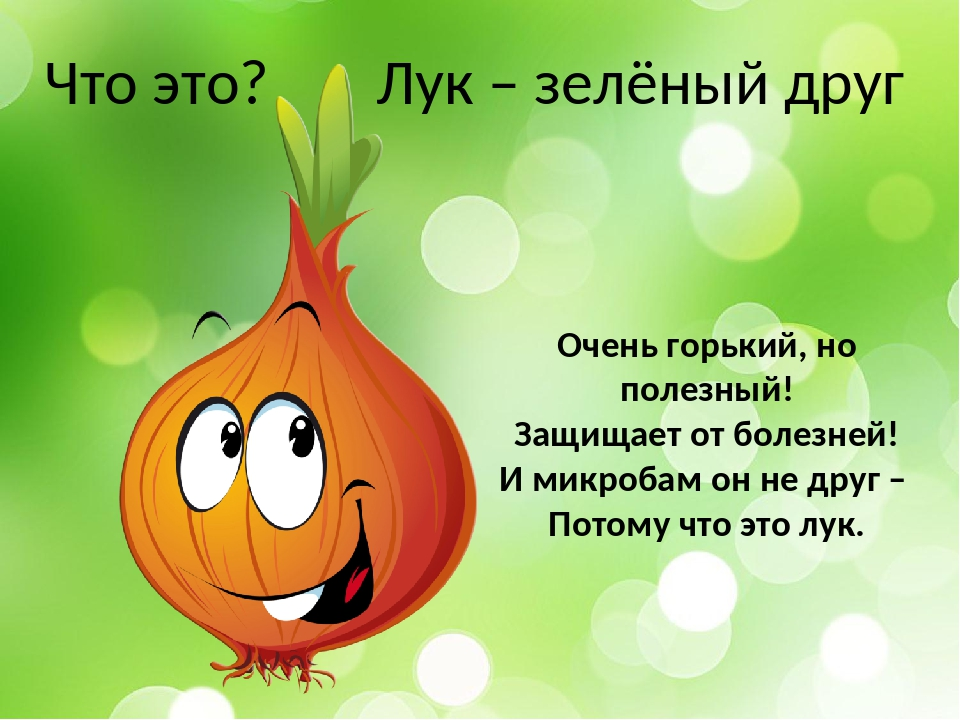 Что это? Лук – зелёный друг
Очень горький, но
полезный!
Защищает от болезней!
И микробам он не друг –
Потому что это лук.